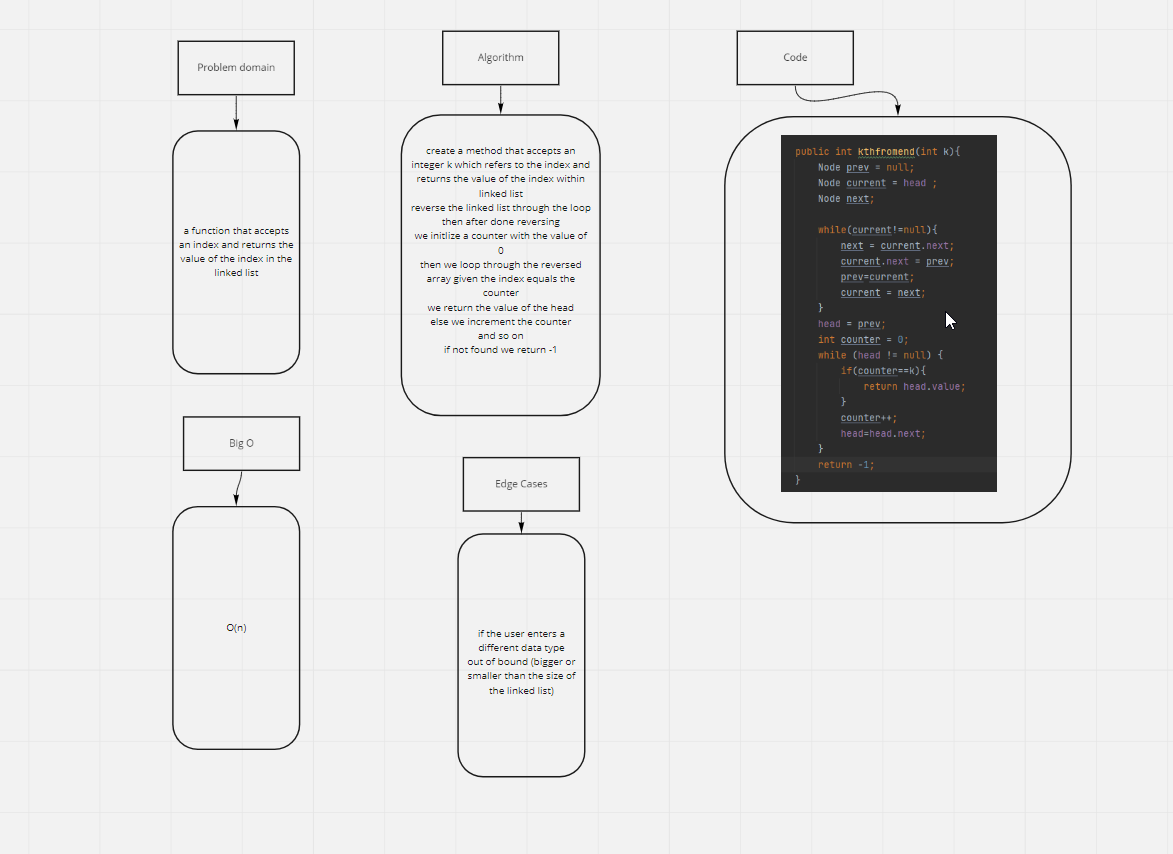 Problem domain
a function that accepts
an index and returns the
value of the index in the
linked list
Algorithm
create a method that accepts an
integer k which refers to the index and
returns the value of the index within
linked list
reverse the linked list through the loop
then after done reversing
we initlize a counter with the value of
0
then we loop through the reversed
array given the index equals the
counter
we return the value of the head
else we increment the counter
and so on
if not found we return -1
Code
public int kthfromend(int k){
Node prev = null;
Node current = head ;
Node next;
while(current!=null){
next = current.next;
current.next = prev;
prev=current;
current = next;
}
head = prev;
int counter = 0;
while (head != null) {
if(counter==k){
return head.value;
}
counter++;
head=head.next;
}
return -1;
}
Big O
O(n)
Edge Cases
if the user enters a
different data type
out of bound (bigger or
smaller than the size of
the linked list)